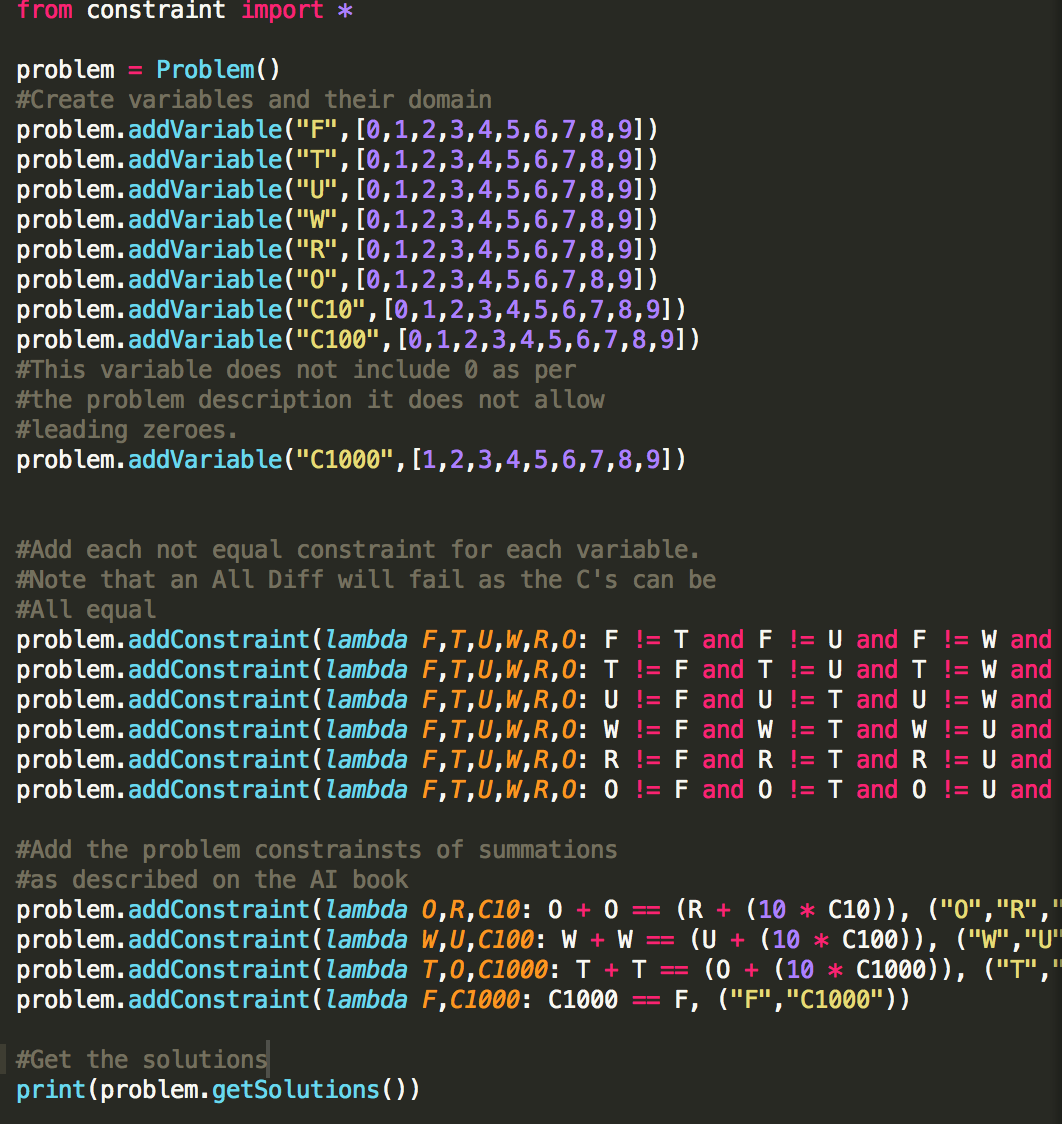 from constraint import *
problem = Problem()
#Create variables and their domain
problem.addVariable("F",[0,1,2,3,4,5,6,7,8,9])
problem.addVariable("T",[0,1,2,3,4,5,6,7,8,9])
problem.addVariable("U",[0,1,2,3,4,5,6,7,8,9])
problem.addVariable("W",[0,1,2,3,4,5,6,7,8,9])
problem.addVariable("R",[0,1,2,3,4,5,6,7,8,9])
problem.addVariable("O",[0,1,2,3,4,5,6,7,8,9])
problem.addVariable("C10",[0,1,2,3,4,5,6,7,8,9])
problem.addVariable("C100",[0,1,2,3,4,5,6,7,8,9])
#This variable does not include 0 as per
#the problem description it does not allow
#leading zeroes.
problem.addVariable("C1000",[1,2,3,4,5,6,7,8,9])
#Add each not equal constraint for each variable.
#Note that an All Diff will fail as the C's can be
#All equal
problem.addConstraint(lambda F,T,U,W,R,O: F != T and F != U and F != W and
problem.addConstraint(lambda F,T,U,W,R,O: T != F and T != U and T != W and
problem.addConstraint(lambda F,T,U,W,R,O: U != F and U != T and U != W and
problem.addConstraint(lambda F,T,U,W,R,O: W != F and W != T and W != U and
problem.addConstraint(lambda F,T,U,W,R,O: R != F and R != T and R != U and
problem.addConstraint(lambda F,T,U,W,R,O: O != F and O != T and O != U and
#Add the problem constrainsts of summations
#as described on the AI book
problem.addConstraint(lambda O,R,C10: O + O == (R + (10 * C10)), ("O","R","
problem.addConstraint(lambda W,U,C100: W + W == (U + (10 * C100)), ("W","U"
problem.addConstraint(lambda T,O,C1000: T + T == (O + (10 * C1000)), ("T","
problem.addConstraint(lambda F,C1000: C1000 == F, ("F","C1000"))
#Get the solutions
print(problem.getSolutions())